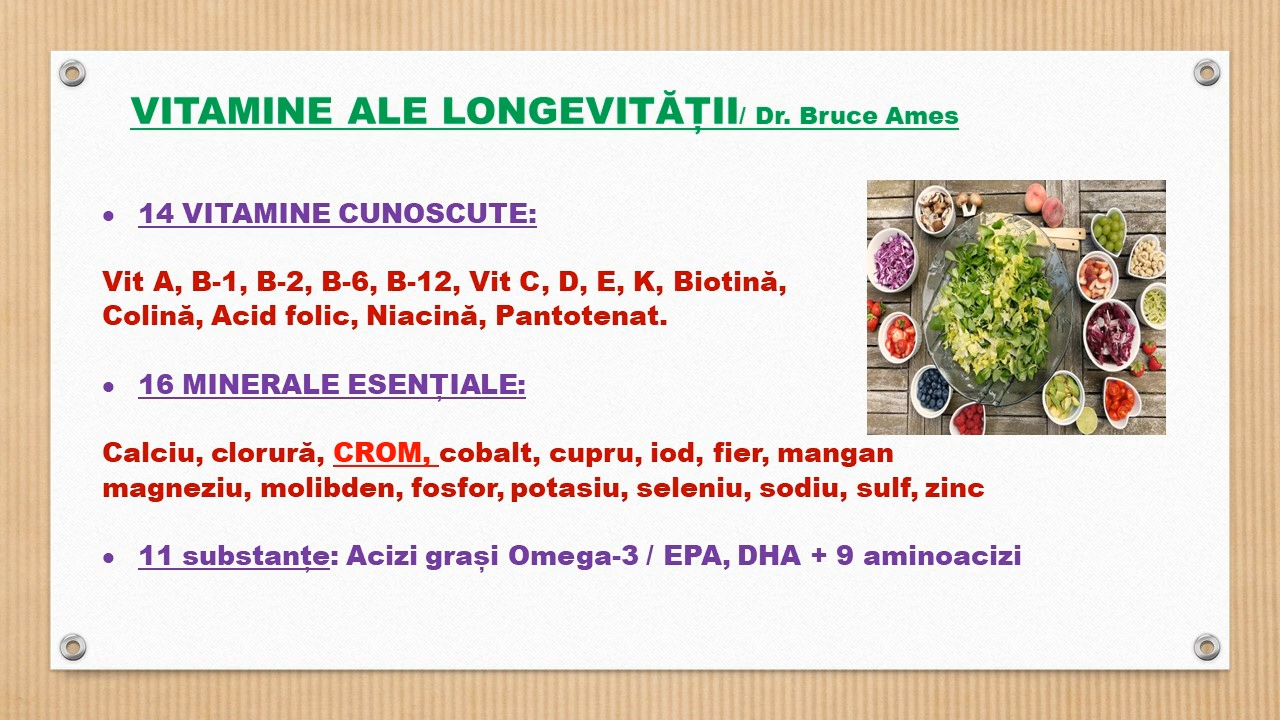 VITAMINE ALE LONGEVITĂȚII/ Dr. Bruce Ames
• 14 VITAMINE CUNOSCUTE:
Vit A, B-1, B-2, B-6, B-12, Vit C, D, E, K, Biotină,
Colină, Acid folic, Niacină, Pantotenat.
• 16 MINERALE ESENȚIALE:
Calciu, clorură, CROM, cobalt, cupru, iod, fier, mangan
magneziu, molibden, fosfor, potasiu, seleniu, sodiu, sulf, zinc
• 11 substanțe: Acizi grași Omega-3 / EPA, DHA + 9 aminoacizi